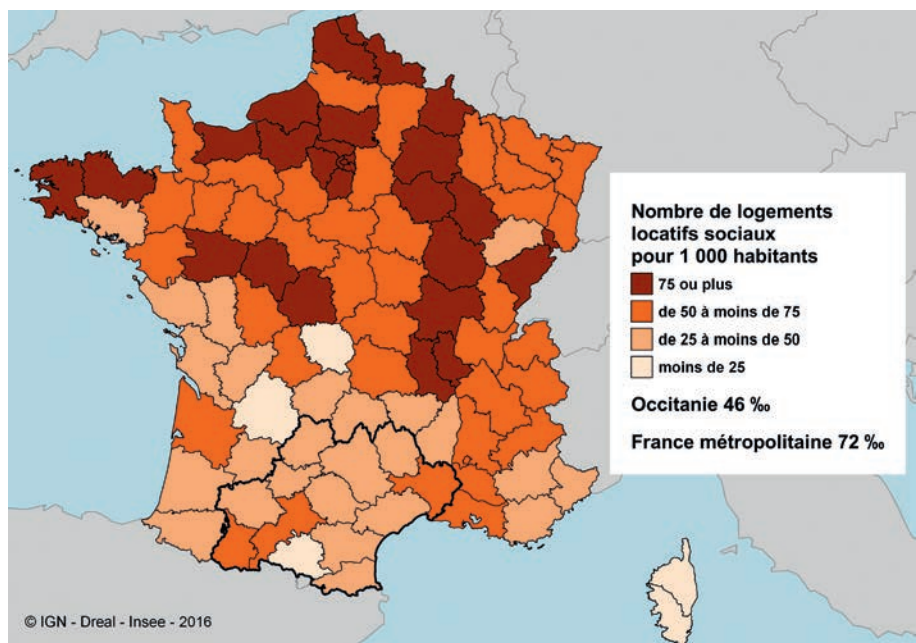 Nombre de logements
locatifs sociaux
pour 1 000 habitants
75 ou plus
de 50 à moins de 75
de 25 à moins de 50
moins de 25
Occitanie 46 ‰
France métropolitaine 72 ‰
© IGN - Dreal - Insee - 2016